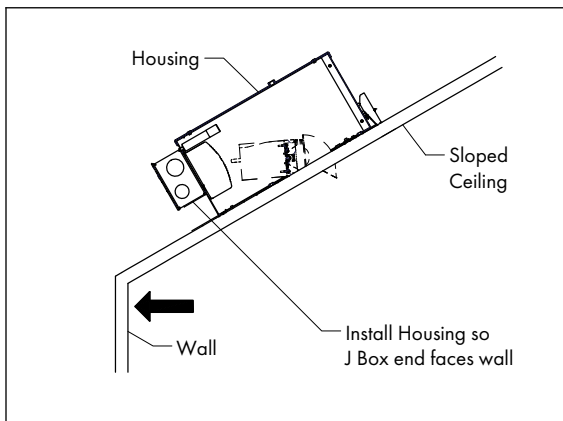 Housing
Sloped
Ceiling
Install Housing so
J Box end faces wall
Wall